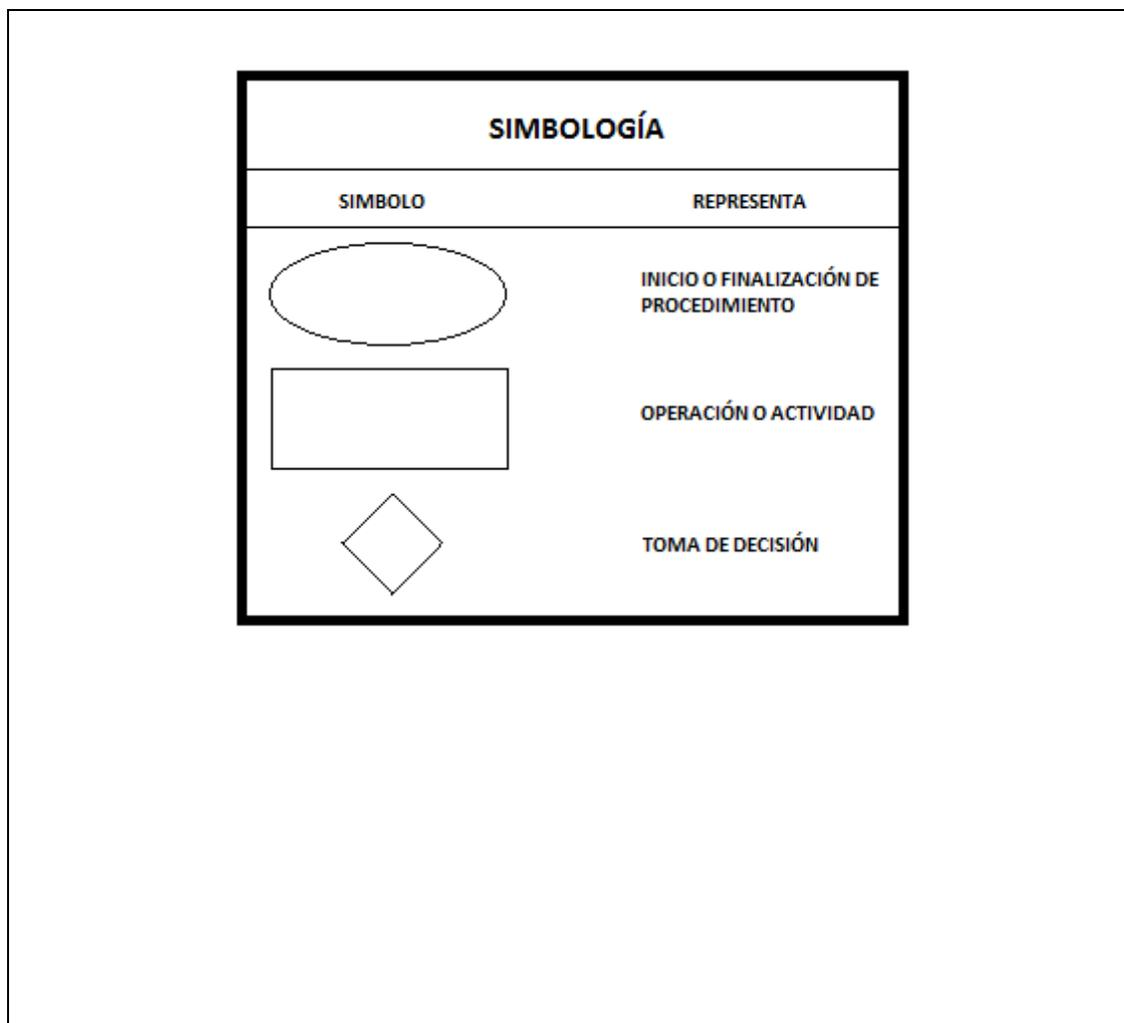 SIMBOLOGÍA
SIMBOLO
REPRESENTA
INICIO O FINALIZACIÓN DE
PROCEDIMIENTO
OPERACIÓN O ACTIVIDAD
TOMA DE DECISIÓN